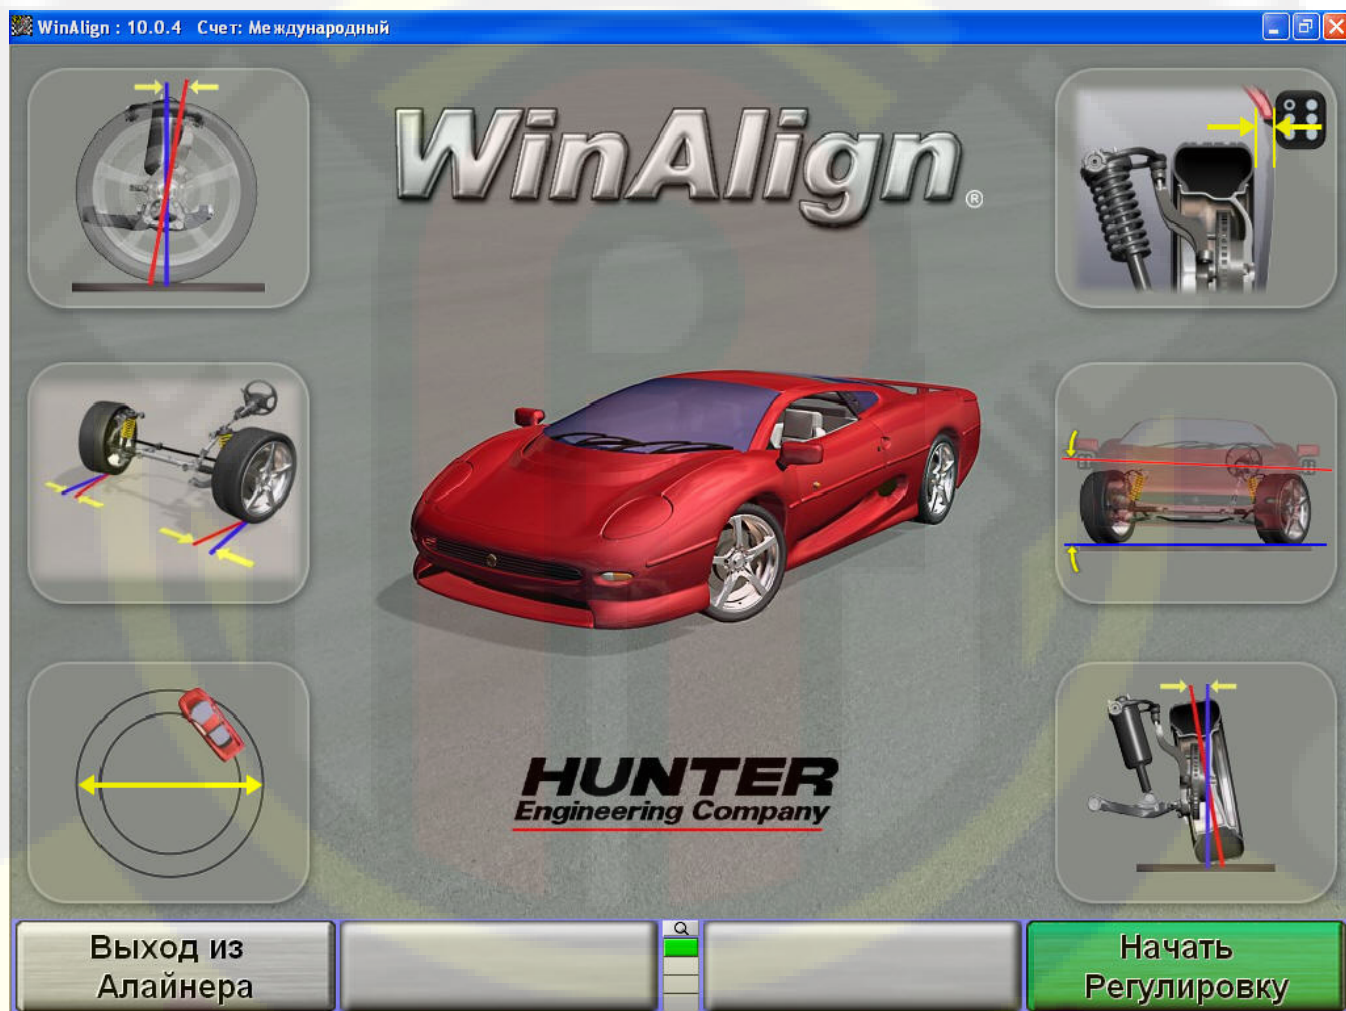 WinAlign : 10.0.4 Счет: Международный
WinAlign®
HUNTER
Engineering Company
Выход из
Алайнера
Начать
Регулировку